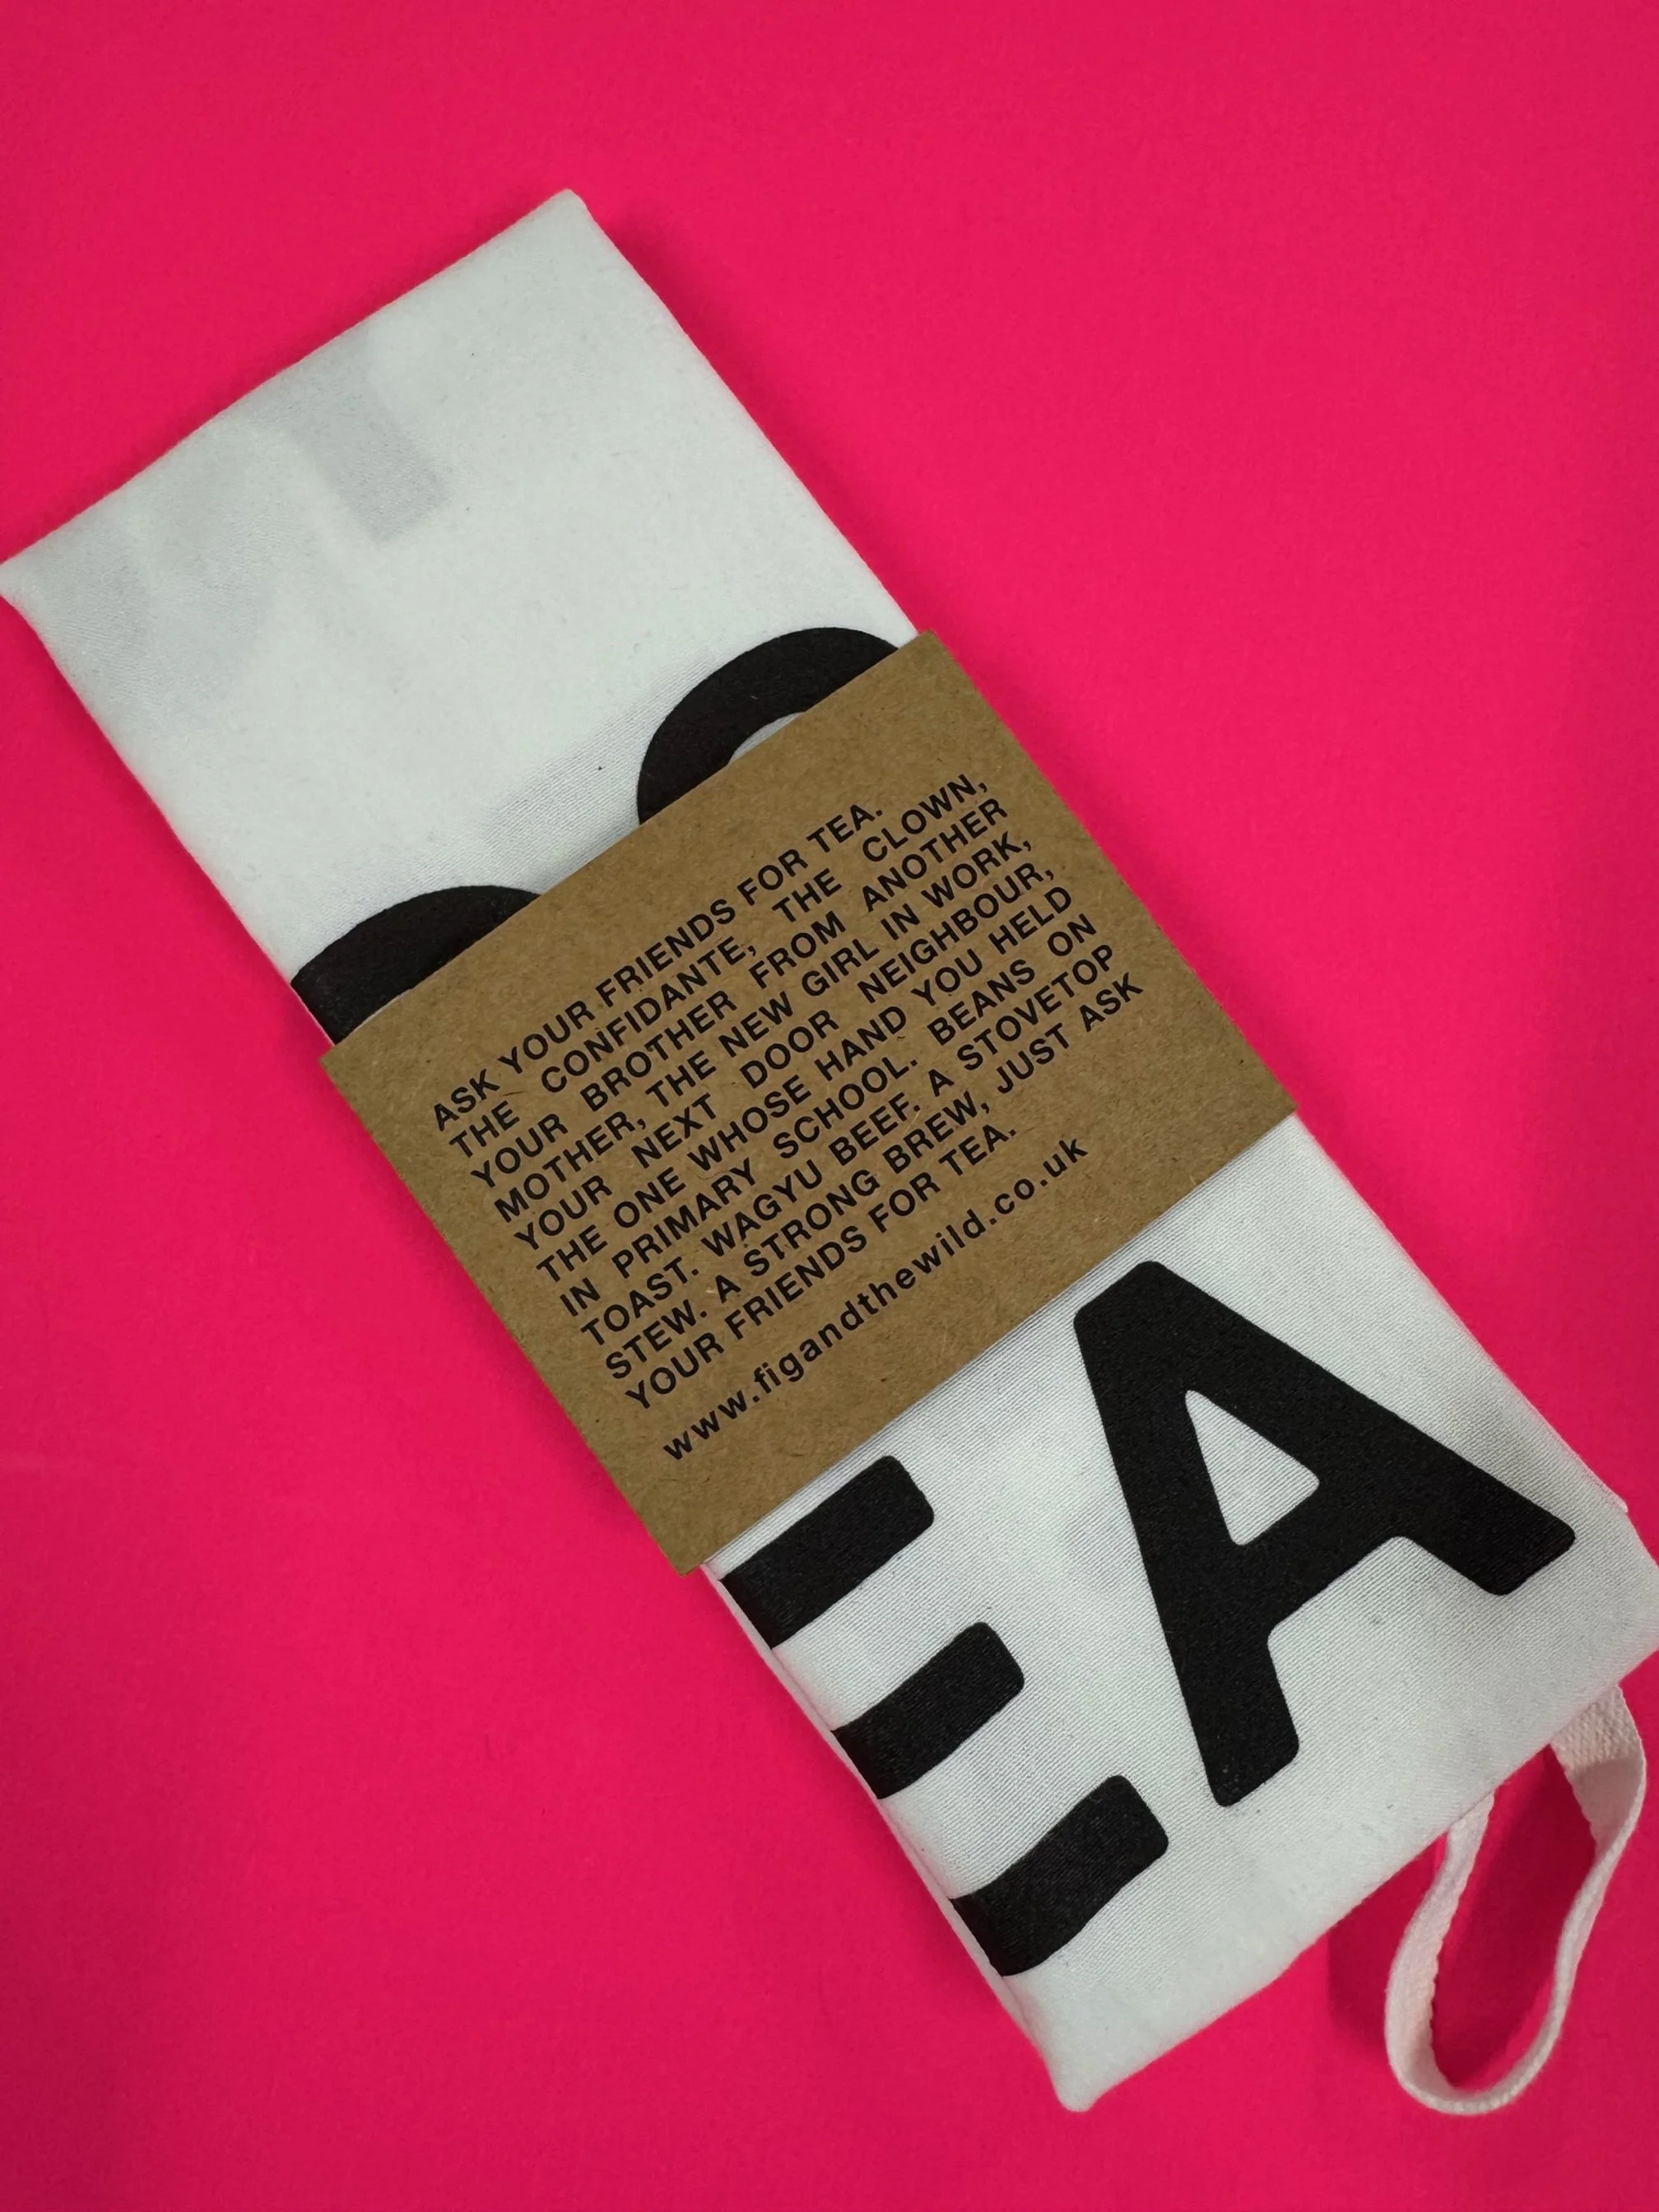 ASK YOUR FRIENDS FOR TEA.
THE CONFIDANTE, THE CLOWN,
YOUR BROTHER FROM ANOTHER
MOTHER, THE NEW GIRL IN WORK,
YOUR NEXT DOOR NEIGHBOUR,
THE ONE WHOSE HAND YOU HELD
IN PRIMARY SCHOOL. BEANS ON
TOAST. WAGYU BEEF. A STOVETOP
STEW. A STRONG BREW, JUST ASK
YOUR FRIENDS FOR TEA.
www.figandthewild.co.uk
EA